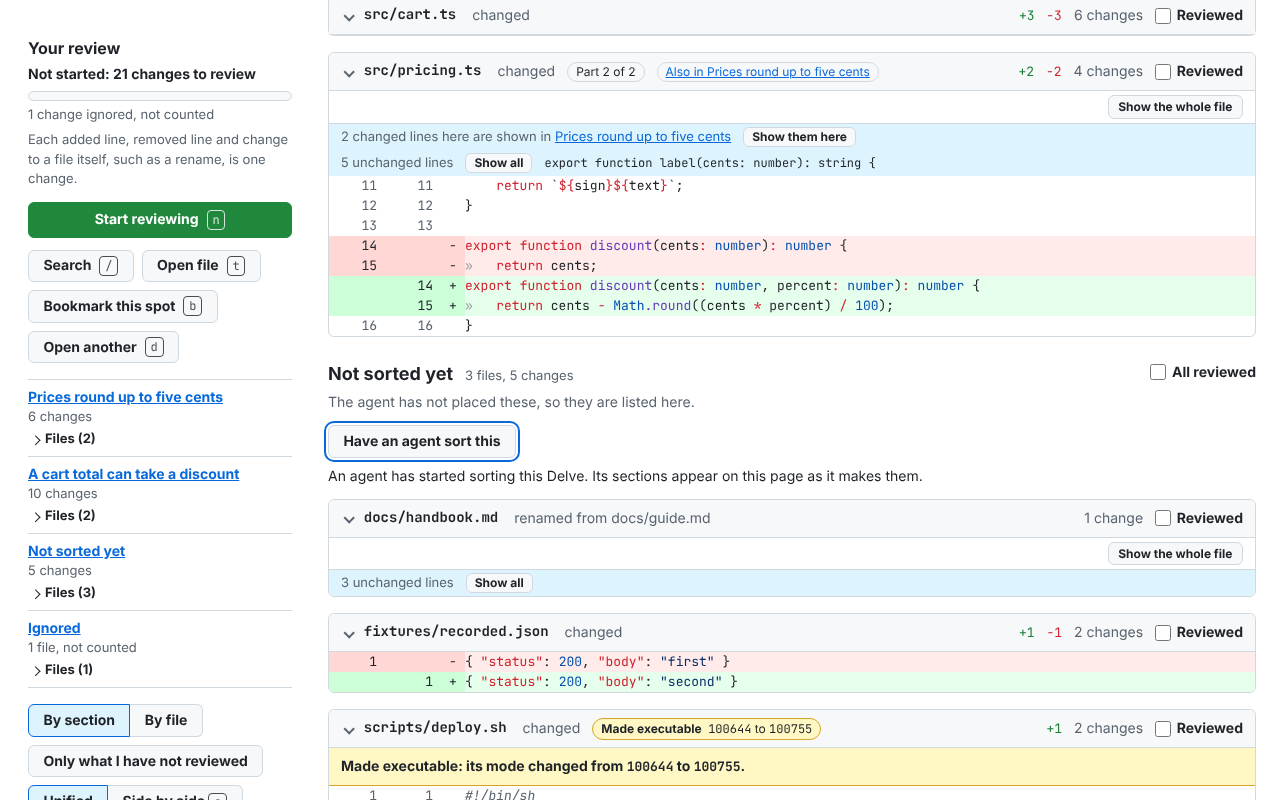 Your review
Not started: 21 changes to review
1 change ignored, not counted
Each added line, removed line and change
to a file itself, such as a rename, is one
change.
Start reviewing n
Search / Open file t
Bookmark this spot b
Open another d
Prices round up to five cents
6 changes
Files (2)
A cart total can take a discount
10 changes
Files (2)
Not sorted yet
5 changes
Files (3)
Ignored
1 file, not counted
Files (1)
By section By file
Only what I have not reviewed
Unified Side by side s
src/cart.ts changed +3 -3 6 changes Reviewed
src/pricing.ts changed Part 2 of 2 Also in Prices round up to five cents +2 -2 4 changes Reviewed
Show the whole file
2 changed lines here are shown in Prices round up to five cents Show them here
5 unchanged lines Show all export function label(cents: number): string {
11 11 return `${sign}${text}`;
12 12 }
13 13
14 - export function discount(cents: number): number {
15 - » return cents;
14 + export function discount(cents: number, percent: number): number {
15 + » return cents - Math.round((cents * percent) / 100);
16 16 }
Not sorted yet 3 files, 5 changes All reviewed
The agent has not placed these, so they are listed here.
Have an agent sort this
An agent has started sorting this Delve. Its sections appear on this page as it makes them.
docs/handbook.md renamed from docs/guide.md 1 change Reviewed
Show the whole file
3 unchanged lines Show all
fixtures/recorded.json changed +1 -1 2 changes Reviewed
1 - { "status": 200, "body": "first" }
1 + { "status": 200, "body": "second" }
scripts/deploy.sh changed Made executable 100644 to 100755 +1 2 changes Reviewed
Made executable: its mode changed from 100644 to 100755.
1 1 #!/bin/sh